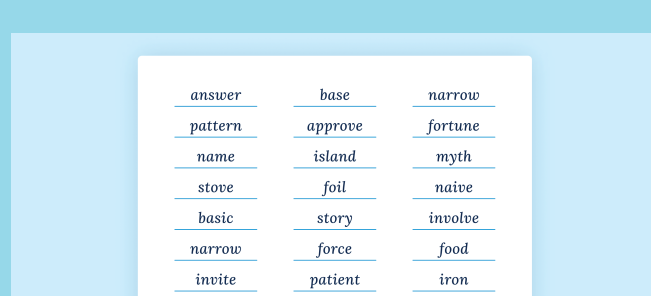 answer base narrow
pattern approve fortune
name island myth
stove foil naive
basic story involve
narrow force food
invite patient iron